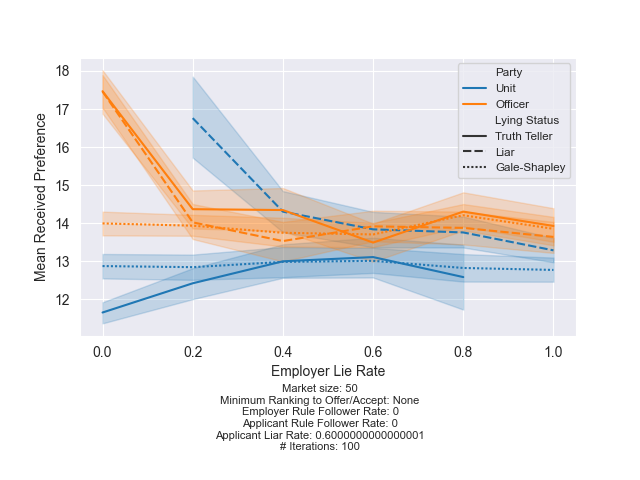 18
17
16
15
14
13
12
Mean Received Preference
Party
Unit
Officer
Lying Status
Truth Teller
Liar
Gale-Shapley
0.0 0.2 0.4 0.6 0.8 1.0
Employer Lie Rate
Market size: 50
Minimum Ranking to Offer/Accept: None
Employer Rule Follower Rate: 0
Applicant Rule Follower Rate: 0
Applicant Liar Rate: 0.6000000000000001
# Iterations: 100